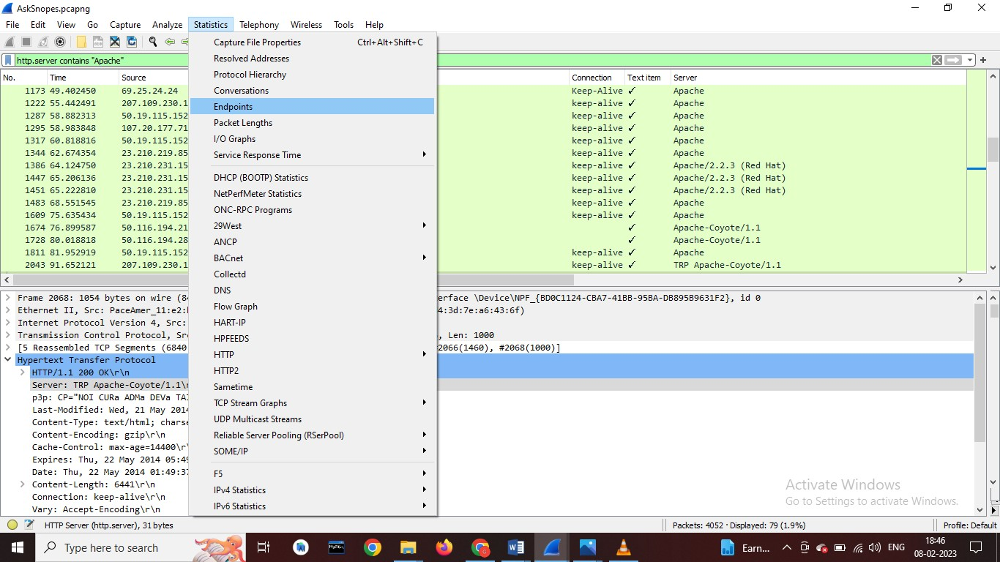 AskSnopes.pcapng
File Edit View Go Capture Analyze Statistics Telephony Wireless Tools Help
http.server contains "Apache"
No. Time Source Connection Text item Server
1173 49.402450 69.25.24.24 Keep-Alive ✓ Apache
1222 55.442491 207.109.230.1 keep-alive ✓ Apache
1287 58.882313 50.19.115.152 keep-alive ✓ Apache
1295 58.983848 107.20.177.71 keep-alive ✓ Apache
1317 60.818816 50.19.115.152 keep-alive ✓ Apache
1344 62.674354 23.210.219.85 keep-alive ✓ Apache
1386 64.124750 23.210.231.15 keep-alive ✓ Apache/2.2.3 (Red Hat)
1447 65.206136 23.210.231.15 keep-alive ✓ Apache/2.2.3 (Red Hat)
1451 65.222810 23.210.231.15 keep-alive ✓ Apache/2.2.3 (Red Hat)
1483 68.551545 23.210.219.85 keep-alive ✓ Apache
1609 75.635434 50.19.115.152 keep-alive ✓ Apache
1674 76.899587 50.116.194.21 ✓ Apache-Coyote/1.1
1728 80.018818 50.116.194.28 ✓ Apache-Coyote/1.1
1811 81.952919 50.19.115.152 keep-alive ✓ Apache
2043 91.652121 207.109.230.1 keep-alive ✓ TRP Apache-Coyote/1.1
Capture File Properties Ctrl+Alt+Shift+C
Resolved Addresses
Protocol Hierarchy
Conversations
Endpoints
Packet Lengths
I/O Graphs
Service Response Time
DHCP (BOOTP) Statistics
NetPerfMeter Statistics
ONC-RPC Programs
29West
ANCP
BACnet
Collectd
DNS
Flow Graph
HART-IP
HPFEEDS
HTTP
HTTP2
Sametime
TCP Stream Graphs
UDP Multicast Streams
Reliable Server Pooling (RSerPool)
SOME/IP
F5
IPv4 Statistics
IPv6 Statistics
Frame 2068: 1054 bytes on wire (84 erface \Device\NPF_{BD0C1124-CBA7-41BB-95BA-DB895B9631F2}, id 0
Ethernet II, Src: PaceAmer_11:e2: 4:3d:7e:a6:43:6f)
Internet Protocol Version 4, Src:
Transmission Control Protocol, Sr , Len: 1000
[5 Reassembled TCP Segments (6840 2066(1460), #2068(1000)]
Hypertext Transfer Protocol
HTTP/1.1 200 OK\r\n
Server: TRP Apache-Coyote/1.1\
p3p: CP="NOI CURa ADMa DEVa TAI
Last-Modified: Wed, 21 May 2014
Content-Type: text/html; charse
Content-Encoding: gzip\r\n
Cache-Control: max-age=14400\r\
Expires: Thu, 22 May 2014 05:49
Date: Thu, 22 May 2014 01:49:37
Content-Length: 6441\r\n
Connection: keep-alive\r\n
Vary: Accept-Encoding\r\n
Activate Windows
Go to Settings to activate Windows.
HTTP Server (http.server), 31 bytes Packets: 4052 · Displayed: 79 (1.9%) Profile: Default
Type here to search MySQL W Earn... ENG 18:46
08-02-2023